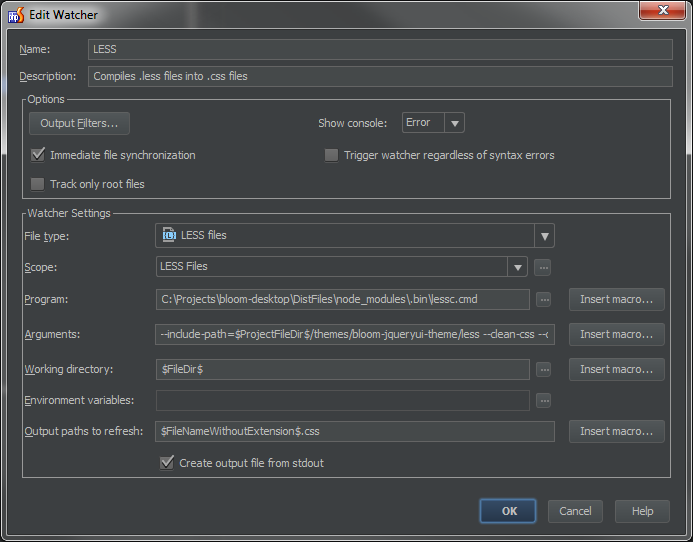 php
Edit Watcher
Name: LESS
Description: Compiles .less files into .css files
Options
Output Filters... Show console: Error
Immediate file synchronization Trigger watcher regardless of syntax errors
Track only root files
Watcher Settings
File type: LESS files
Scope: LESS Files ...
Program: C:\Projects\bloom-desktop\DistFiles\node_modules\.bin\lessc.cmd ... Insert macro...
Arguments: --include-path=$ProjectFileDir$/themes/bloom-jqueryui-theme/less --clean-css Insert macro...
Working directory: $FileDir$ ... Insert macro...
Environment variables: ...
Output paths to refresh: $FileNameWithoutExtension$.css Insert macro...
Create output file from stdout
OK Cancel Help